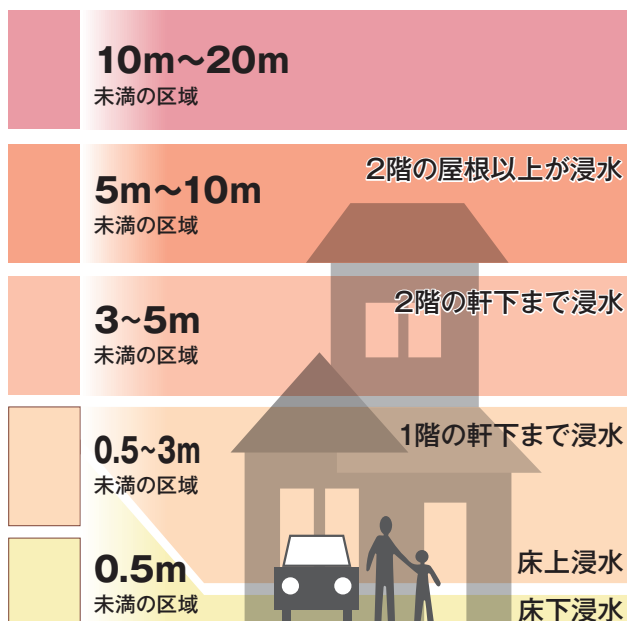 10m～20m
未満の区域
2階の屋根以上が浸水
5m～10m
未満の区域
2階の軒下まで浸水
3~5m
未満の区域
1階の軒下まで浸水
0.5~3m
未満の区域
床上浸水
0.5m
未満の区域
床下浸水